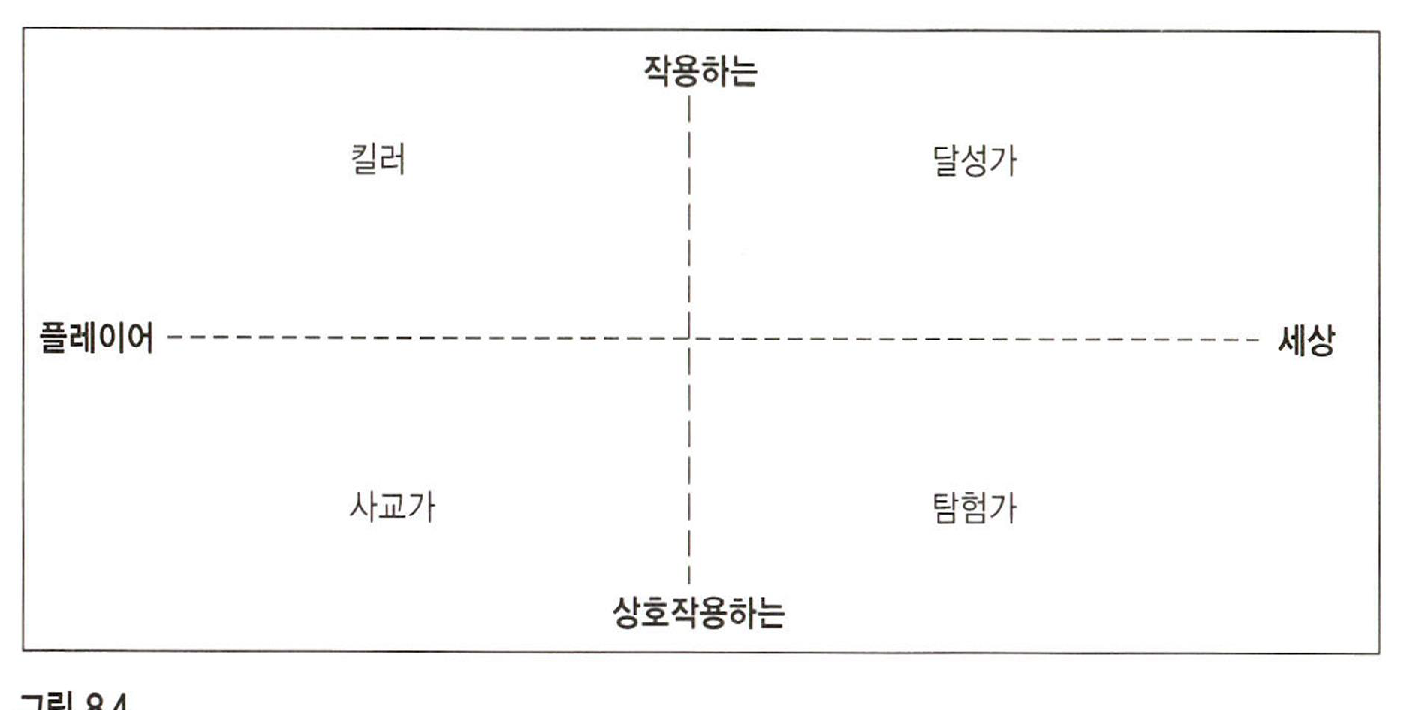 작용하는
킬러 달성가
플레이어 세상
사교가 탐험가
상호작용하는
그림 8.4